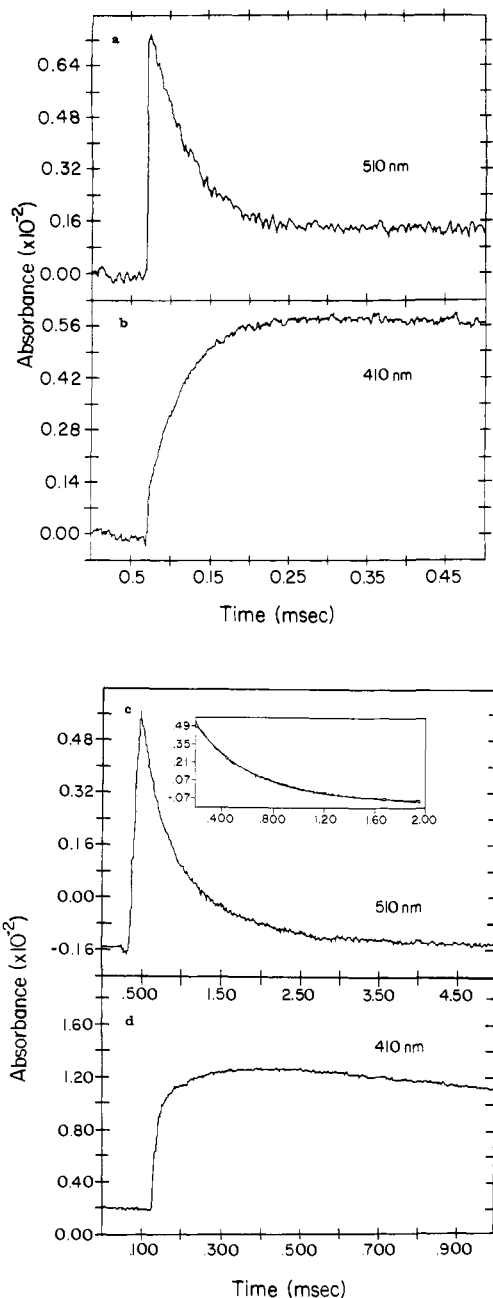 a
0.64
0.48
510 nm
0.32
0.16
0.00
Absorbance (x10-2)
b
0.56
410 nm
0.42
0.28
0.14
0.00
0.5 0.15 0.25 0.35 0.45
Time (msec)
c
0.48
.49
.35
.21
.07
-.07
.400 0.80 1.20 1.60 2.00
0.32
0.16
0.00
510 nm
-0.16
.500 1.50 2.50 3.50 4.50
Absorbance (x10-2)
d
1.60
410 nm
1.20
0.80
0.40
0.00
.100 .300 .500 .700 .900
Time (msec)